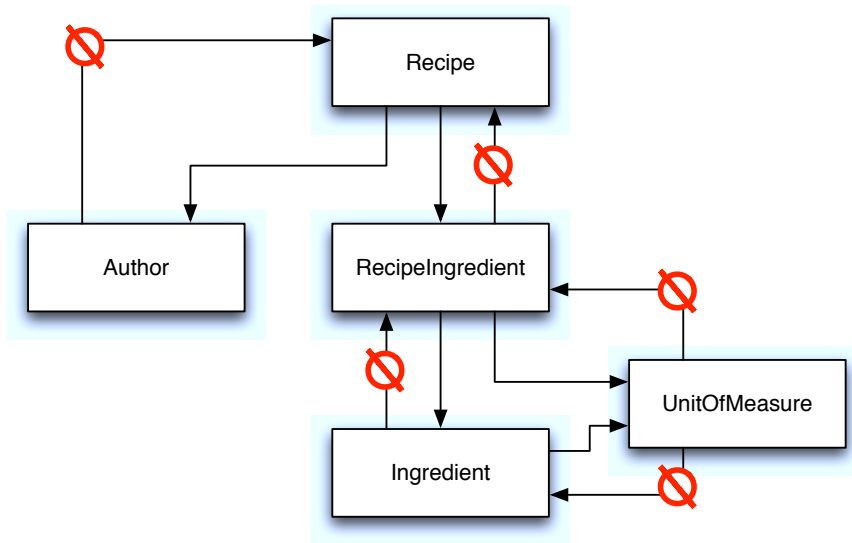 Recipe
Author
RecipeIngredient
UnitOfMeasure
Ingredient